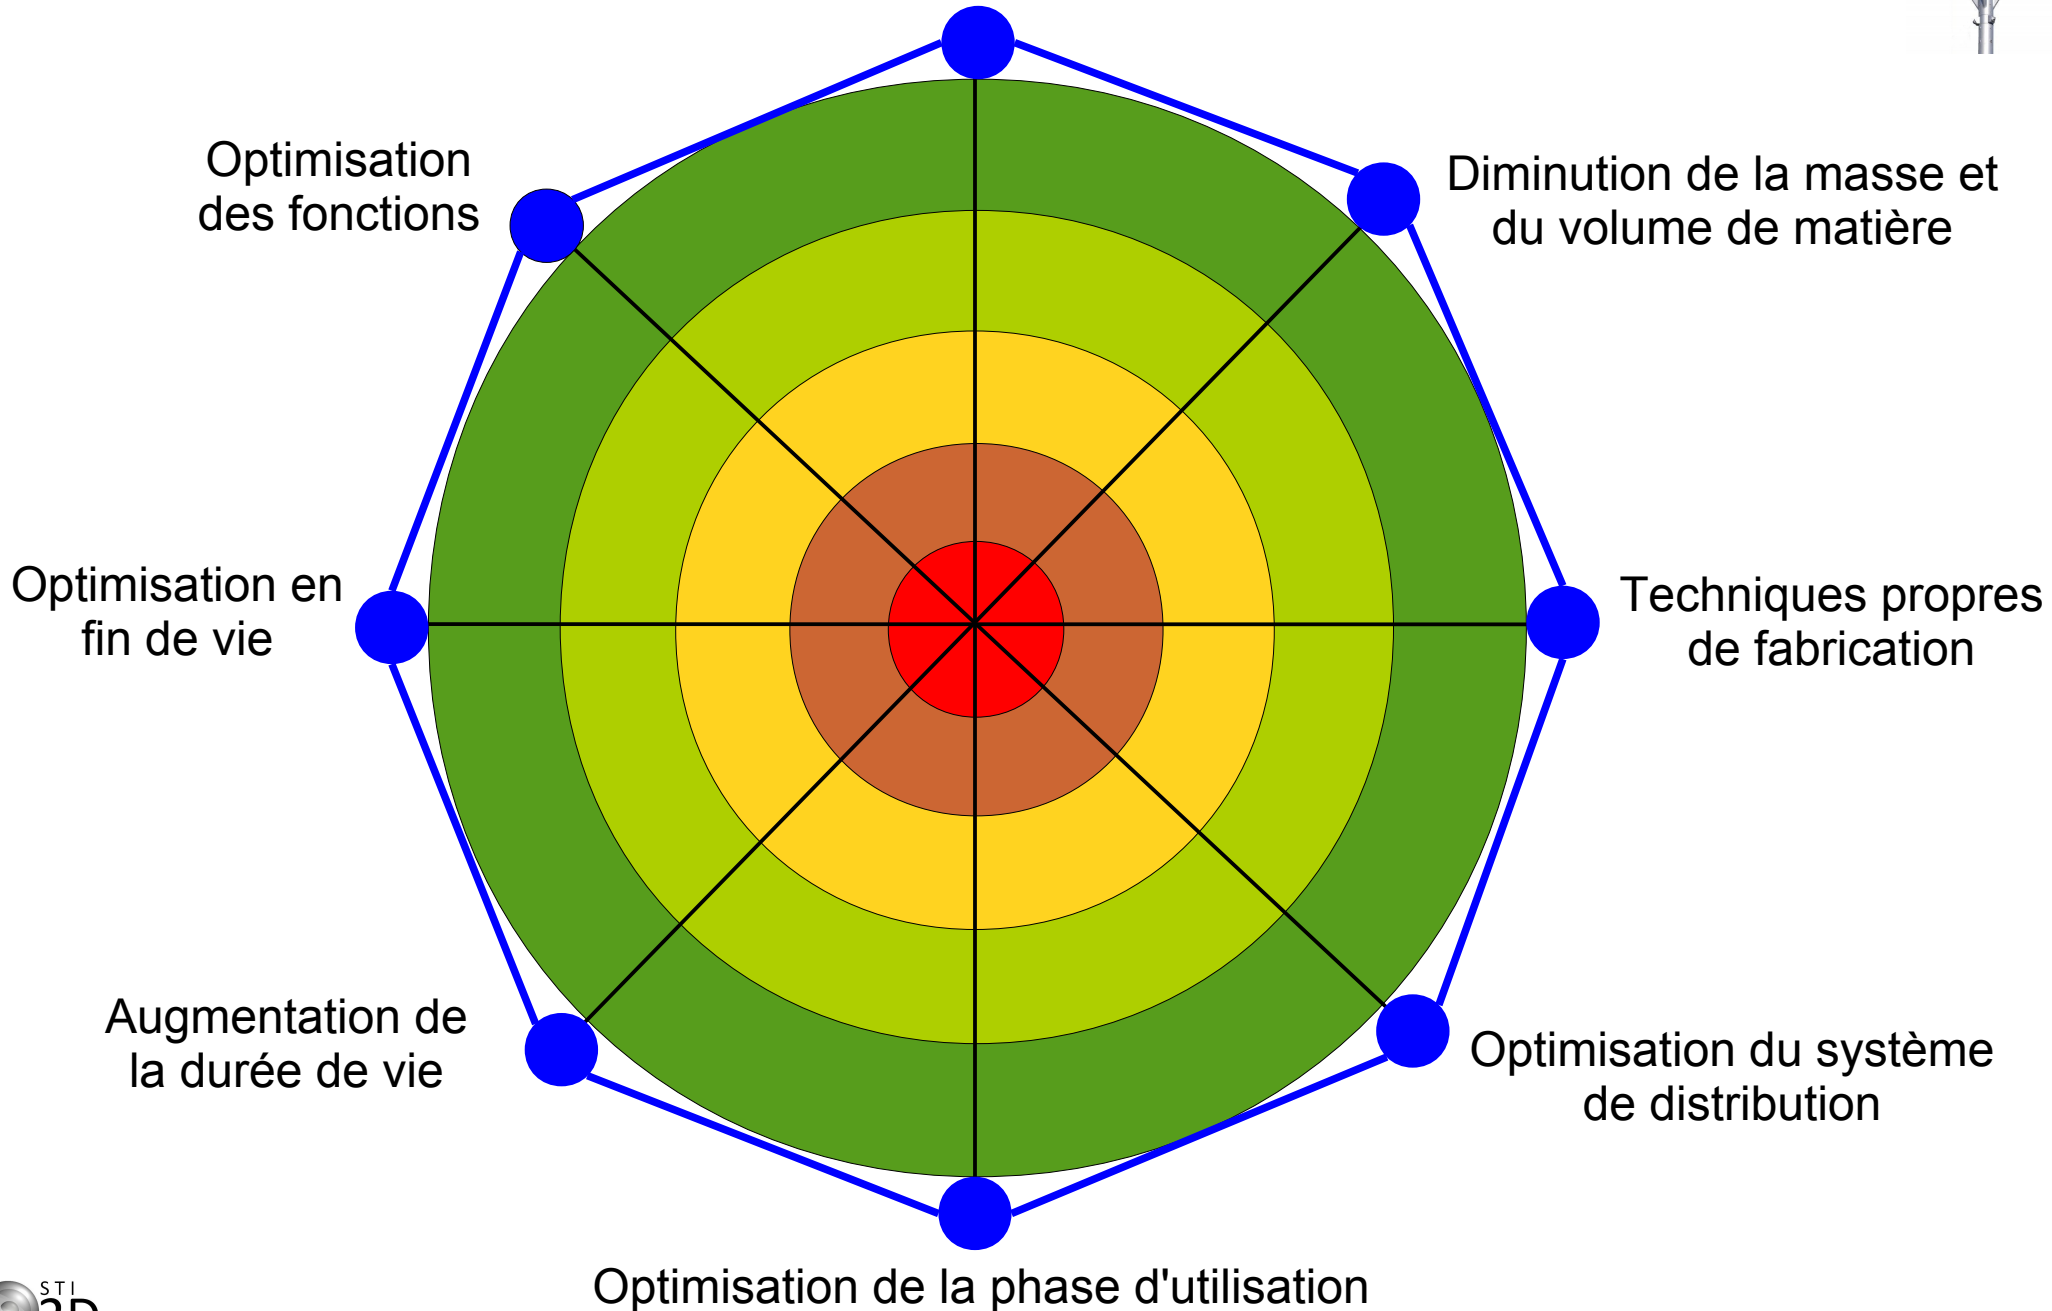 Optimisation
des fonctions
Diminution de la masse et
du volume de matière
Optimisation en
fin de vie
Techniques propres
de fabrication
Augmentation de
la durée de vie
Optimisation du système
de distribution
Optimisation de la phase d'utilisation
STI
2D